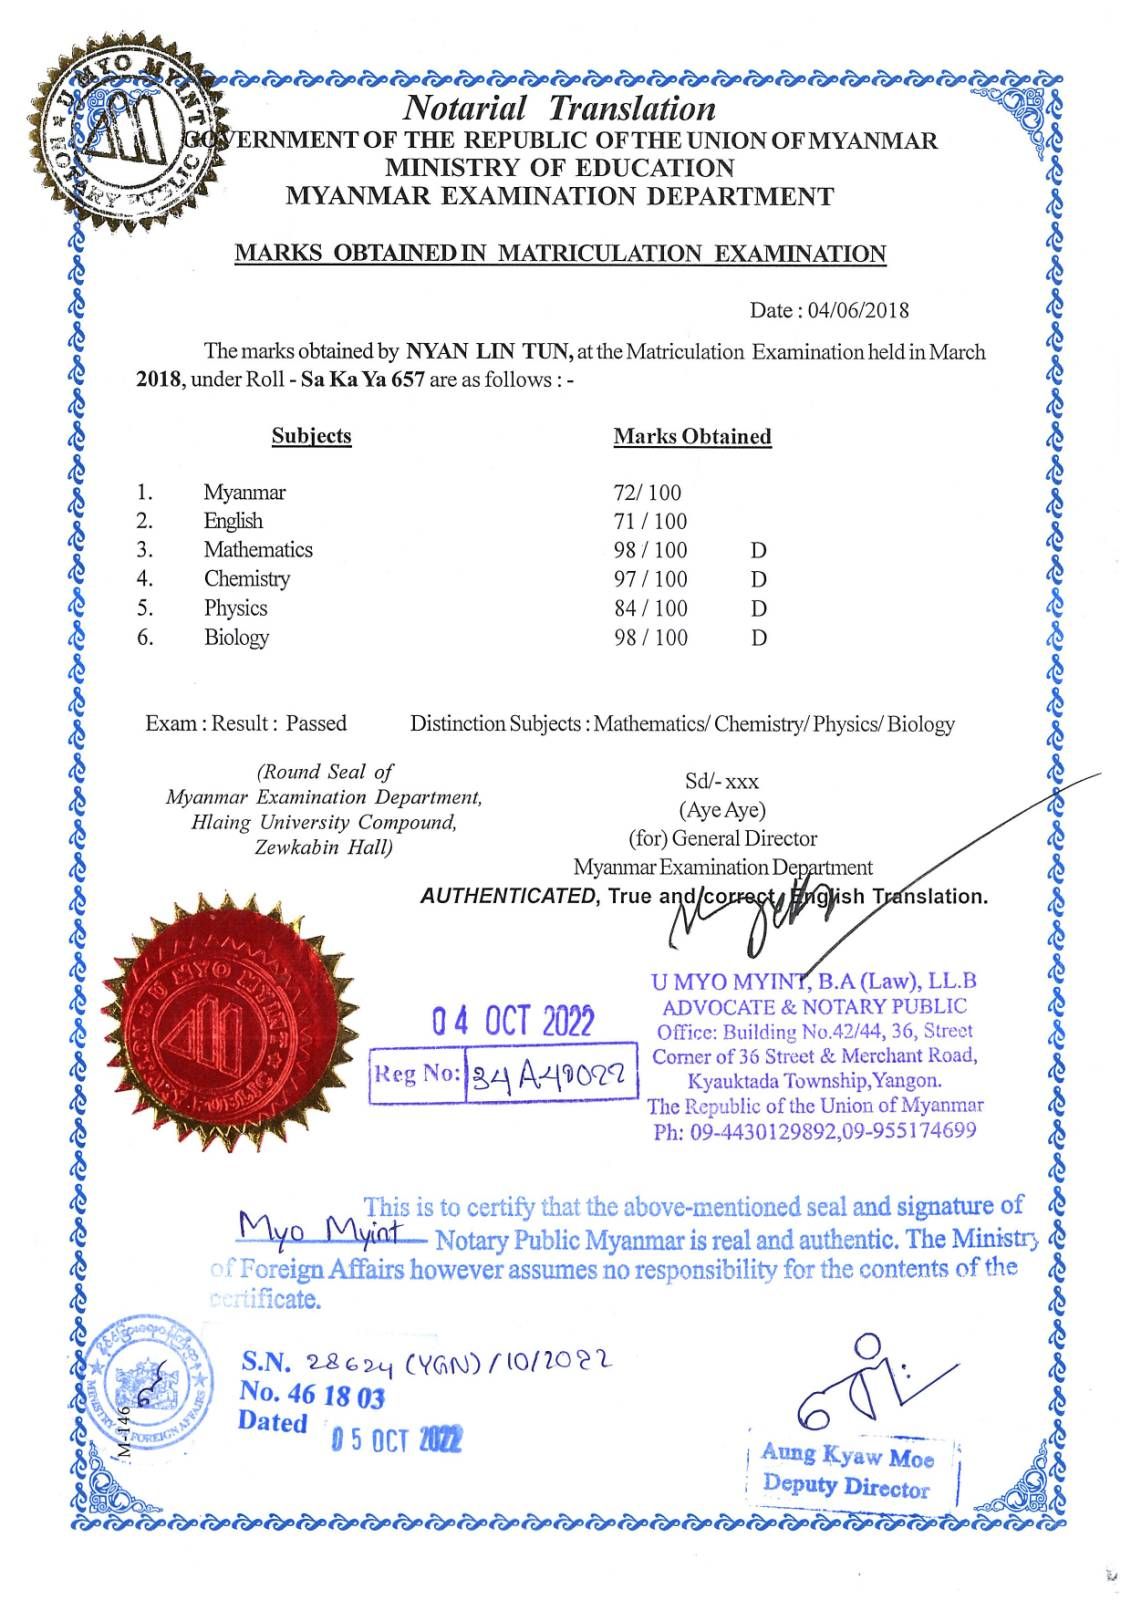 U MYO MYINT
NOTARY PUBLIC
Notarial Translation
GOVERNMENT OF THE REPUBLIC OF THE UNION OF MYANMAR
MINISTRY OF EDUCATION
MYANMAR EXAMINATION DEPARTMENT
MARKS OBTAINED IN MATRICULATION EXAMINATION
Date : 04/06/2018
The marks obtained by NYAN LIN TUN, at the Matriculation Examination held in March
2018, under Roll - Sa Ka Ya 657 are as follows : -
Subjects Marks Obtained
1. Myanmar 72/ 100
2. English 71 / 100
3. Mathematics 98 / 100 D
4. Chemistry 97 / 100 D
5. Physics 84 / 100 D
6. Biology 98 / 100 D
Exam : Result : Passed Distinction Subjects : Mathematics/ Chemistry/ Physics/ Biology
(Round Seal of
Myanmar Examination Department,
Hlaing University Compound,
Zewkabin Hall)
Sd/- xxx
(Aye Aye)
(for) General Director
Myanmar Examination Department
AUTHENTICATED, True and correct, English Translation.
U MYO MYINT
NOTARY PUBLIC
04 OCT 2022
Reg No: 34 A-49022
U MYO MYINT, B.A (Law), LL.B
ADVOCATE & NOTARY PUBLIC
Office: Building No.42/44, 36, Street
Corner of 36 Street & Merchant Road,
Kyauktada Township,Yangon.
The Republic of the Union of Myanmar
Ph: 09-4430129892,09-955174699
This is to certify that the above-mentioned seal and signature of
Myo Myint Notary Public Myanmar is real and authentic. The Ministry
of Foreign Affairs however assumes no responsibility for the contents of the
certificate.
MINISTRY OF FOREIGN AFFAIRS
M-146
S.N. 28624 (YGN) /10/2022
No. 46 18 03
Dated 05 OCT 2022
Aung Kyaw Moe
Deputy Director